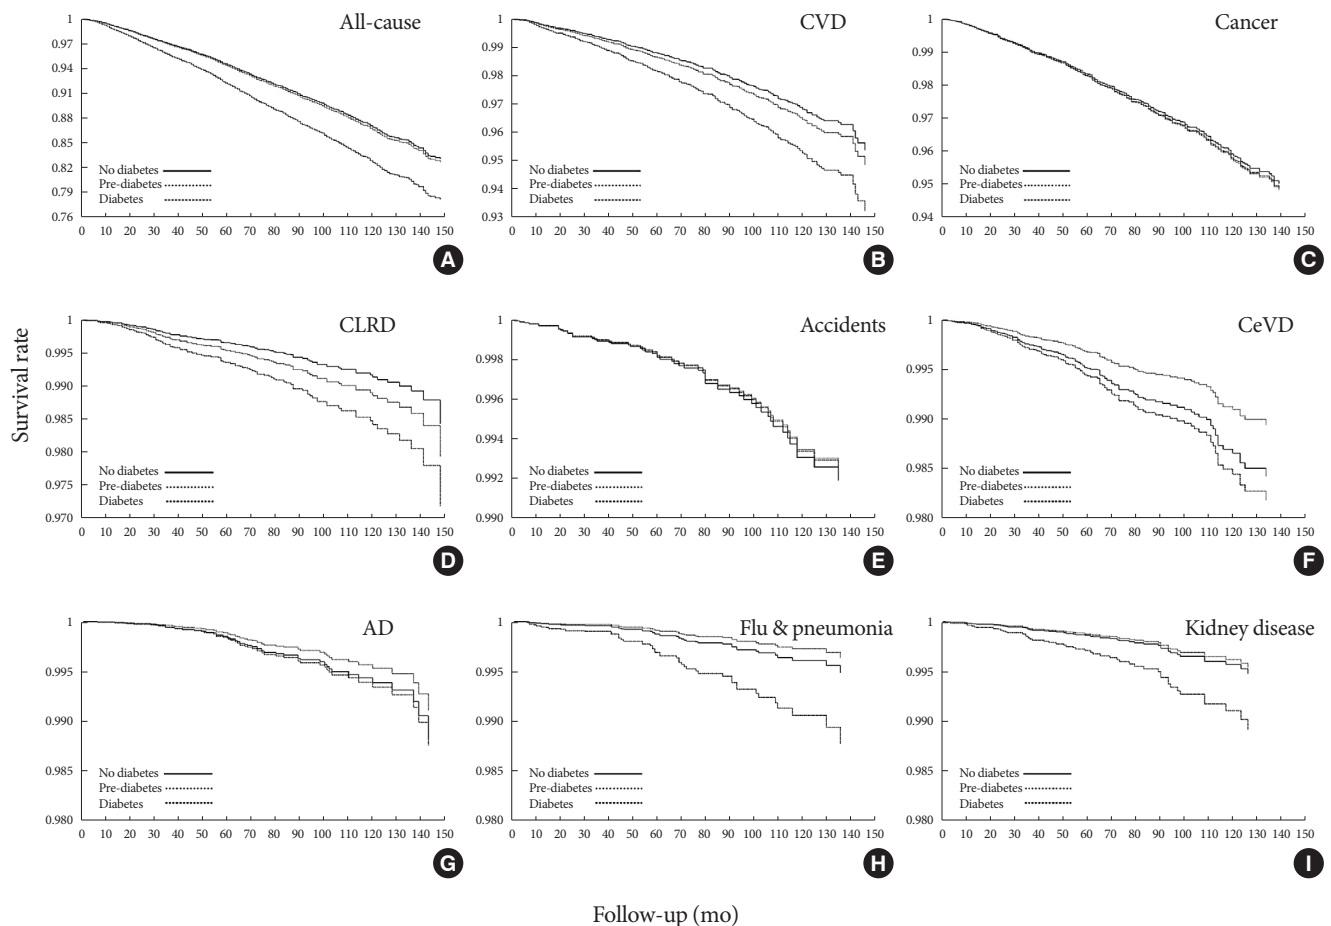 All-cause
1
0.97
0.94
0.91
0.88
0.85
0.82
0.79
0.76
No diabetes
Pre-diabetes
Diabetes
0 10 20 30 40 50 60 70 80 90 100 110 120 130 140 150
A
CVD
1
0.99
0.98
0.97
0.96
0.95
0.94
0.93
No diabetes
Pre-diabetes
Diabetes
0 10 20 30 40 50 60 70 80 90 100 110 120 130 140 150
B
Cancer
1
0.99
0.98
0.97
0.96
0.95
0.94
No diabetes
Pre-diabetes
Diabetes
0 10 20 30 40 50 60 70 80 90 100 110 120 130 140 150
C
Survival rate
CLRD
1
0.995
0.990
0.985
0.980
0.975
0.970
No diabetes
Pre-diabetes
Diabetes
0 10 20 30 40 50 60 70 80 90 100 110 120 130 140 150
D
Accidents
1
0.998
0.996
0.994
0.992
0.990
No diabetes
Pre-diabetes
Diabetes
0 10 20 30 40 50 60 70 80 90 100 110 120 130 140 150
E
CeVD
1
0.995
0.990
0.985
0.980
No diabetes
Pre-diabetes
Diabetes
0 10 20 30 40 50 60 70 80 90 100 110 120 130 140 150
F
AD
1
0.995
0.990
0.985
0.980
No diabetes
Pre-diabetes
Diabetes
0 10 20 30 40 50 60 70 80 90 100 110 120 130 140 150
G
Flu & pneumonia
1
0.995
0.990
0.985
0.980
No diabetes
Pre-diabetes
Diabetes
0 10 20 30 40 50 60 70 80 90 100 110 120 130 140 150
H
Kidney disease
1
0.995
0.990
0.985
0.980
No diabetes
Pre-diabetes
Diabetes
0 10 20 30 40 50 60 70 80 90 100 110 120 130 140 150
I
Follow-up (mo)